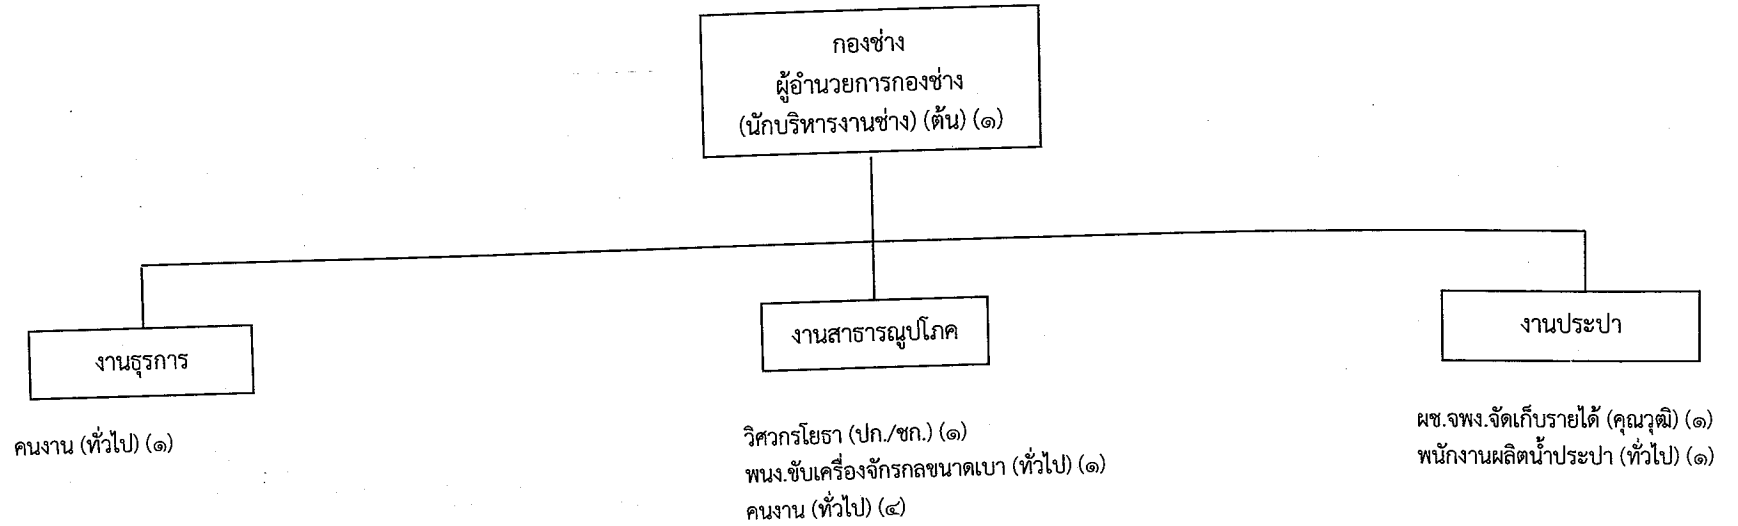 กองช่าง
ผู้อำนวยการกองช่าง
(นักบริหารงานช่าง) (ต้น) (๑)
งานธุรการ
คนงาน (ทั่วไป) (๑)
งานสาธารณูปโภค
วิศวกรโยธา (ปก./ชก.) (๑)
พนง.ขับเครื่องจักรกลขนาดเบา (ทั่วไป) (๑)
คนงาน (ทั่วไป) (๔)
งานประปา
ผช.จพง.จัดเก็บรายได้ (คุณวุฒิ) (๑)
พนักงานผลิตน้ำประปา (ทั่วไป) (๑)